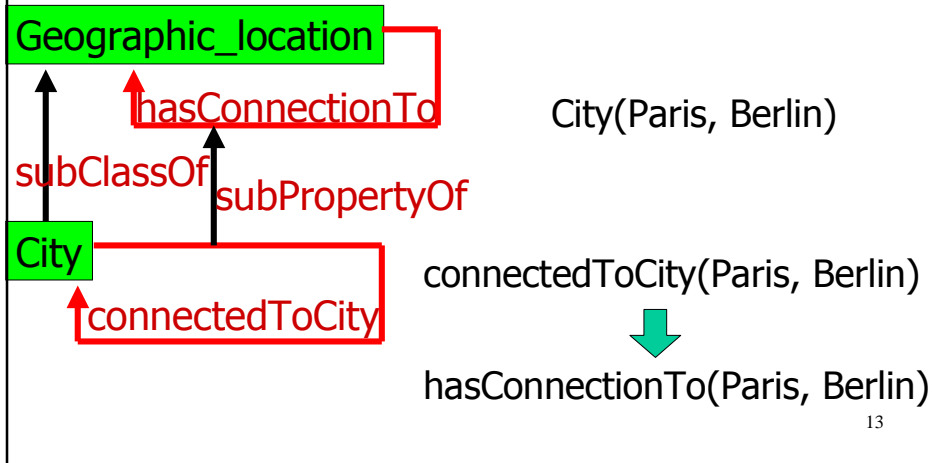 Geographic_location
hasConnectionTo
City(Paris, Berlin)
subClassOf
subPropertyOf
City
connectedToCity(Paris, Berlin)
connectedToCity
hasConnectionTo(Paris, Berlin)
13